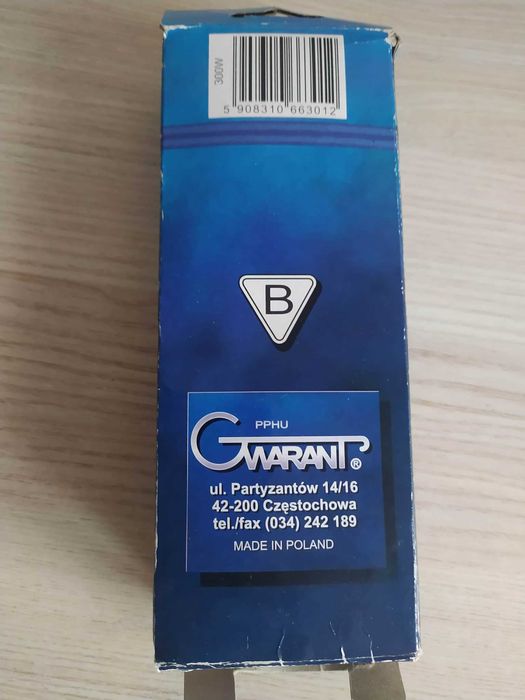 300W
5 908310 663012
B
PPHU
GWARANT®
ul. Partyzantów 14/16
42-200 Częstochowa
tel./fax (034) 242 189
MADE IN POLAND